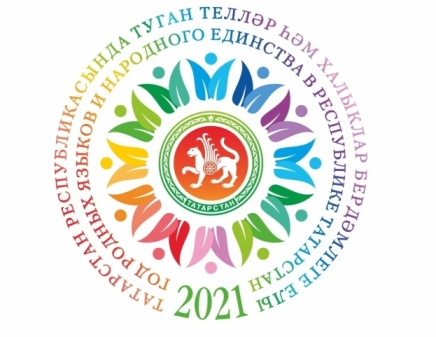 ТАТАРСТАН РЕСПУБЛИКАСЫНДА ТУГАН ТЕЛЛӘР ҺӘМ ХАЛЫКЛАР БЕРДӘМЛЕГЕ ЕЛЫ
ГОД РОДНЫХ ЯЗЫКОВ И НАРОДНОГО ЕДИНСТВА В РЕСПУБЛИКЕ ТАТАРСТАН
ТАТАРСТАН
2021